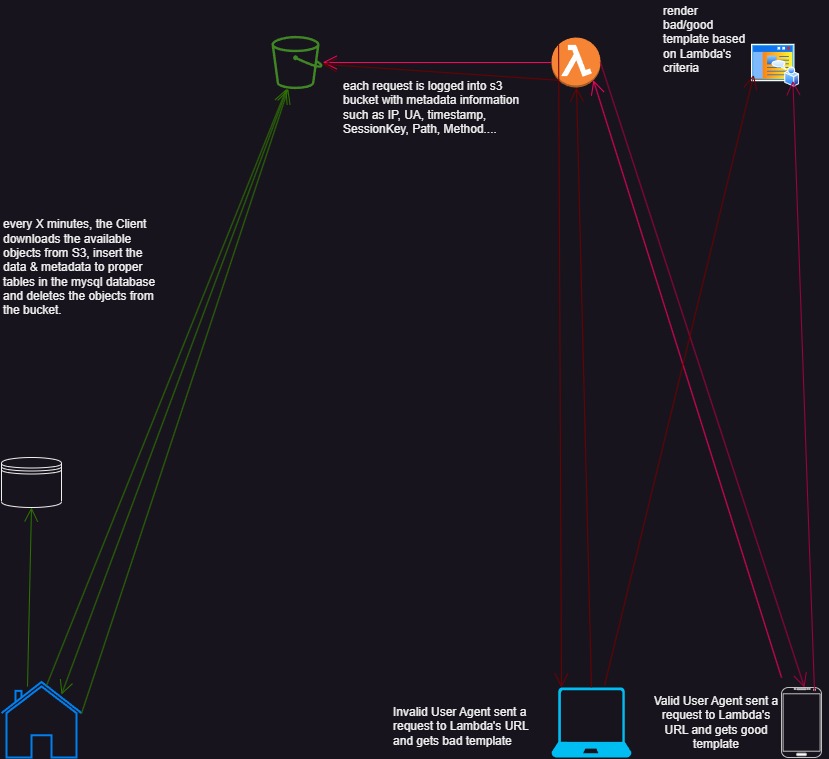 render
bad/good
template based
on Lambda's
criteria
each request is logged into s3
bucket with metadata information
such as IP, UA, timestamp,
SessionKey, Path, Method....
every X minutes, the Client
downloads the available
objects from S3, insert the
data & metadata to proper
tables in the mysql database
and deletes the objects from
the bucket.
Invalid User Agent sent a
request to Lambda's URL
and gets bad template
Valid User Agent sent a
request to Lambda's
URL and gets good
template